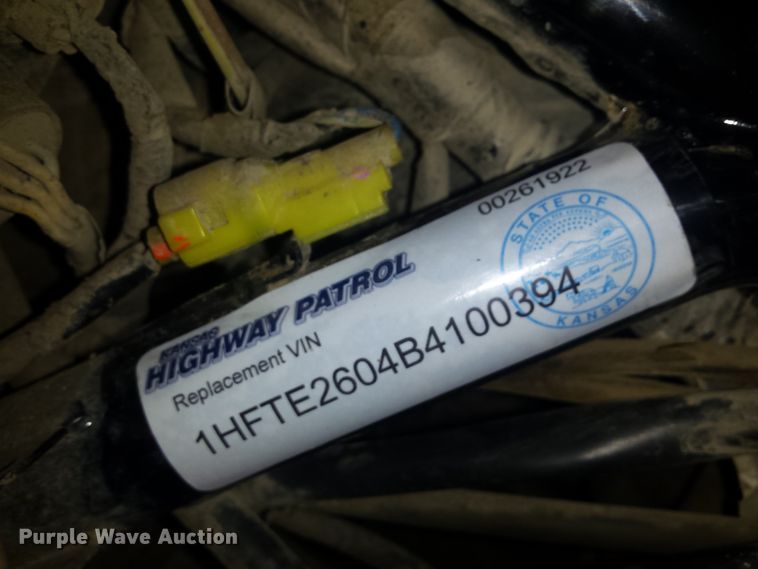 00261922
STATE OF
KANSAS
KANSAS
HIGHWAY PATROL
Replacement VIN
1HFTE2604B4100394
Purple Wave Auction